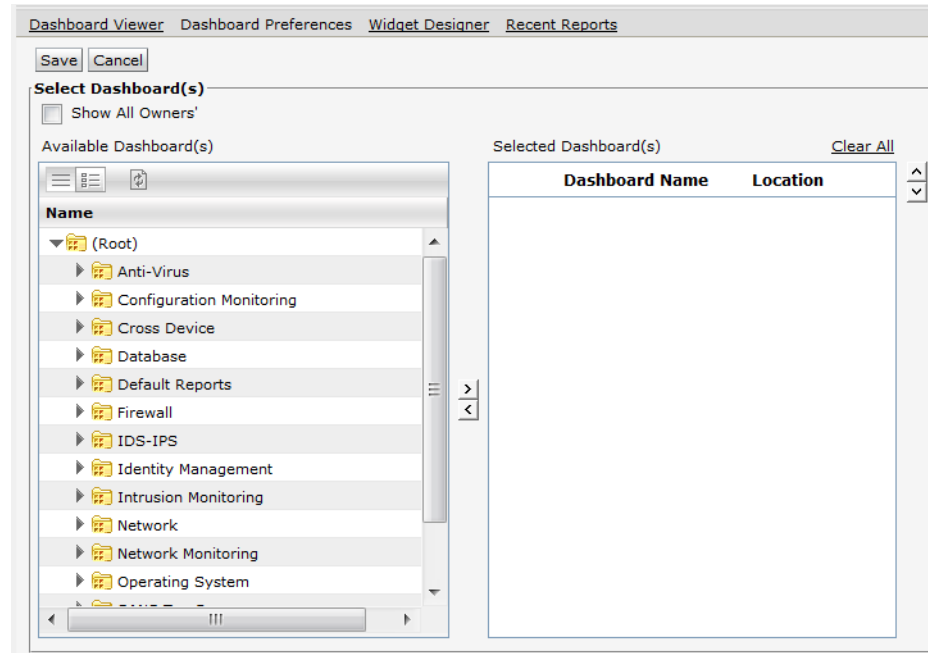 Dashboard Viewer Dashboard Preferences Widget Designer Recent Reports
Save Cancel
Select Dashboard(s)
Show All Owners'
Available Dashboard(s)
Selected Dashboard(s) Clear All
Name
Dashboard Name Location
(Root)
Anti-Virus
Configuration Monitoring
Cross Device
Database
Default Reports
Firewall
IDS-IPS
Identity Management
Intrusion Monitoring
Network
Network Monitoring
Operating System